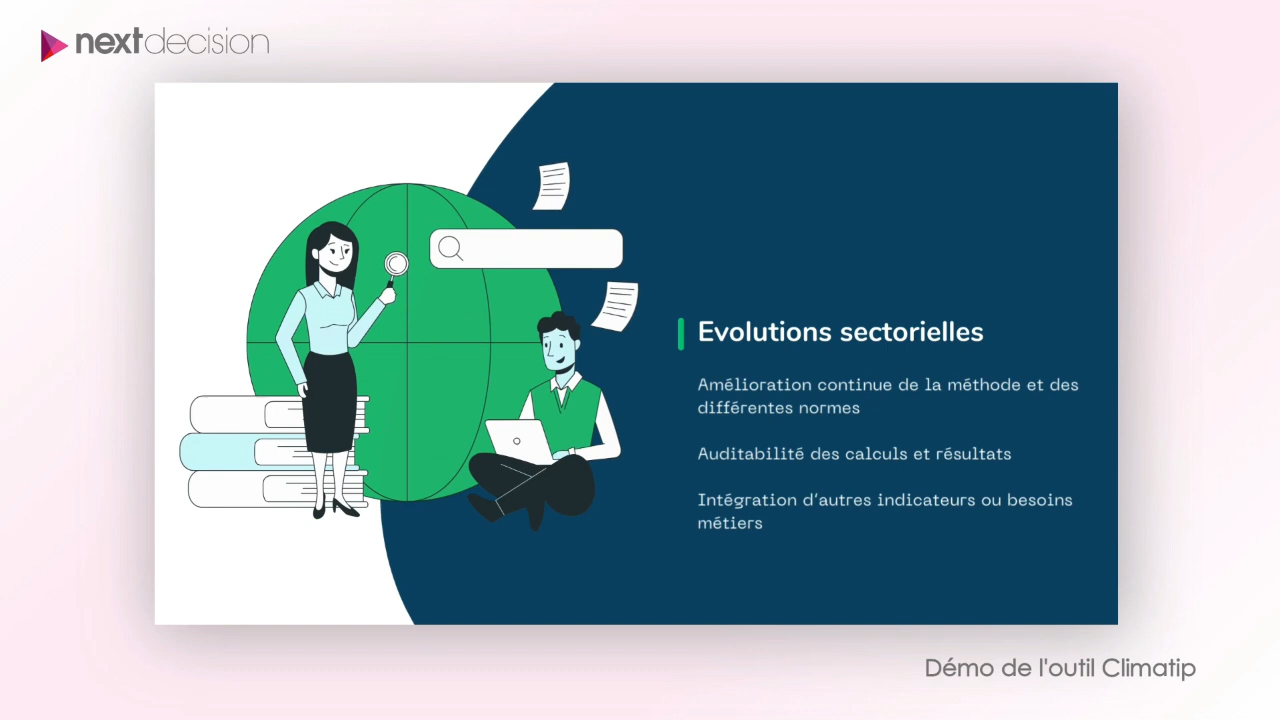 nextdecision
Evolutions sectorielles
Amélioration continue de la méthode et des
différentes normes
Auditabilité des calculs et résultats
Intégration d'autres indicateurs ou besoins
métiers
Démo de l'outil Climatip